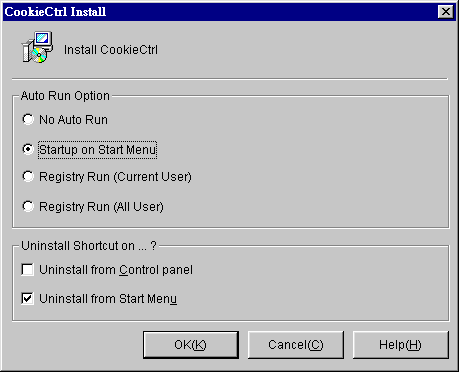 CookieCtrl Install
Install CookieCtrl
Auto Run Option
No Auto Run
Startup on Start Menu
Registry Run (Current User)
Registry Run (All User)
Uninstall Shortcut on ... ?
Uninstall from Control panel
Uninstall from Start Menu
OK(K) Cancel(C) Help(H)